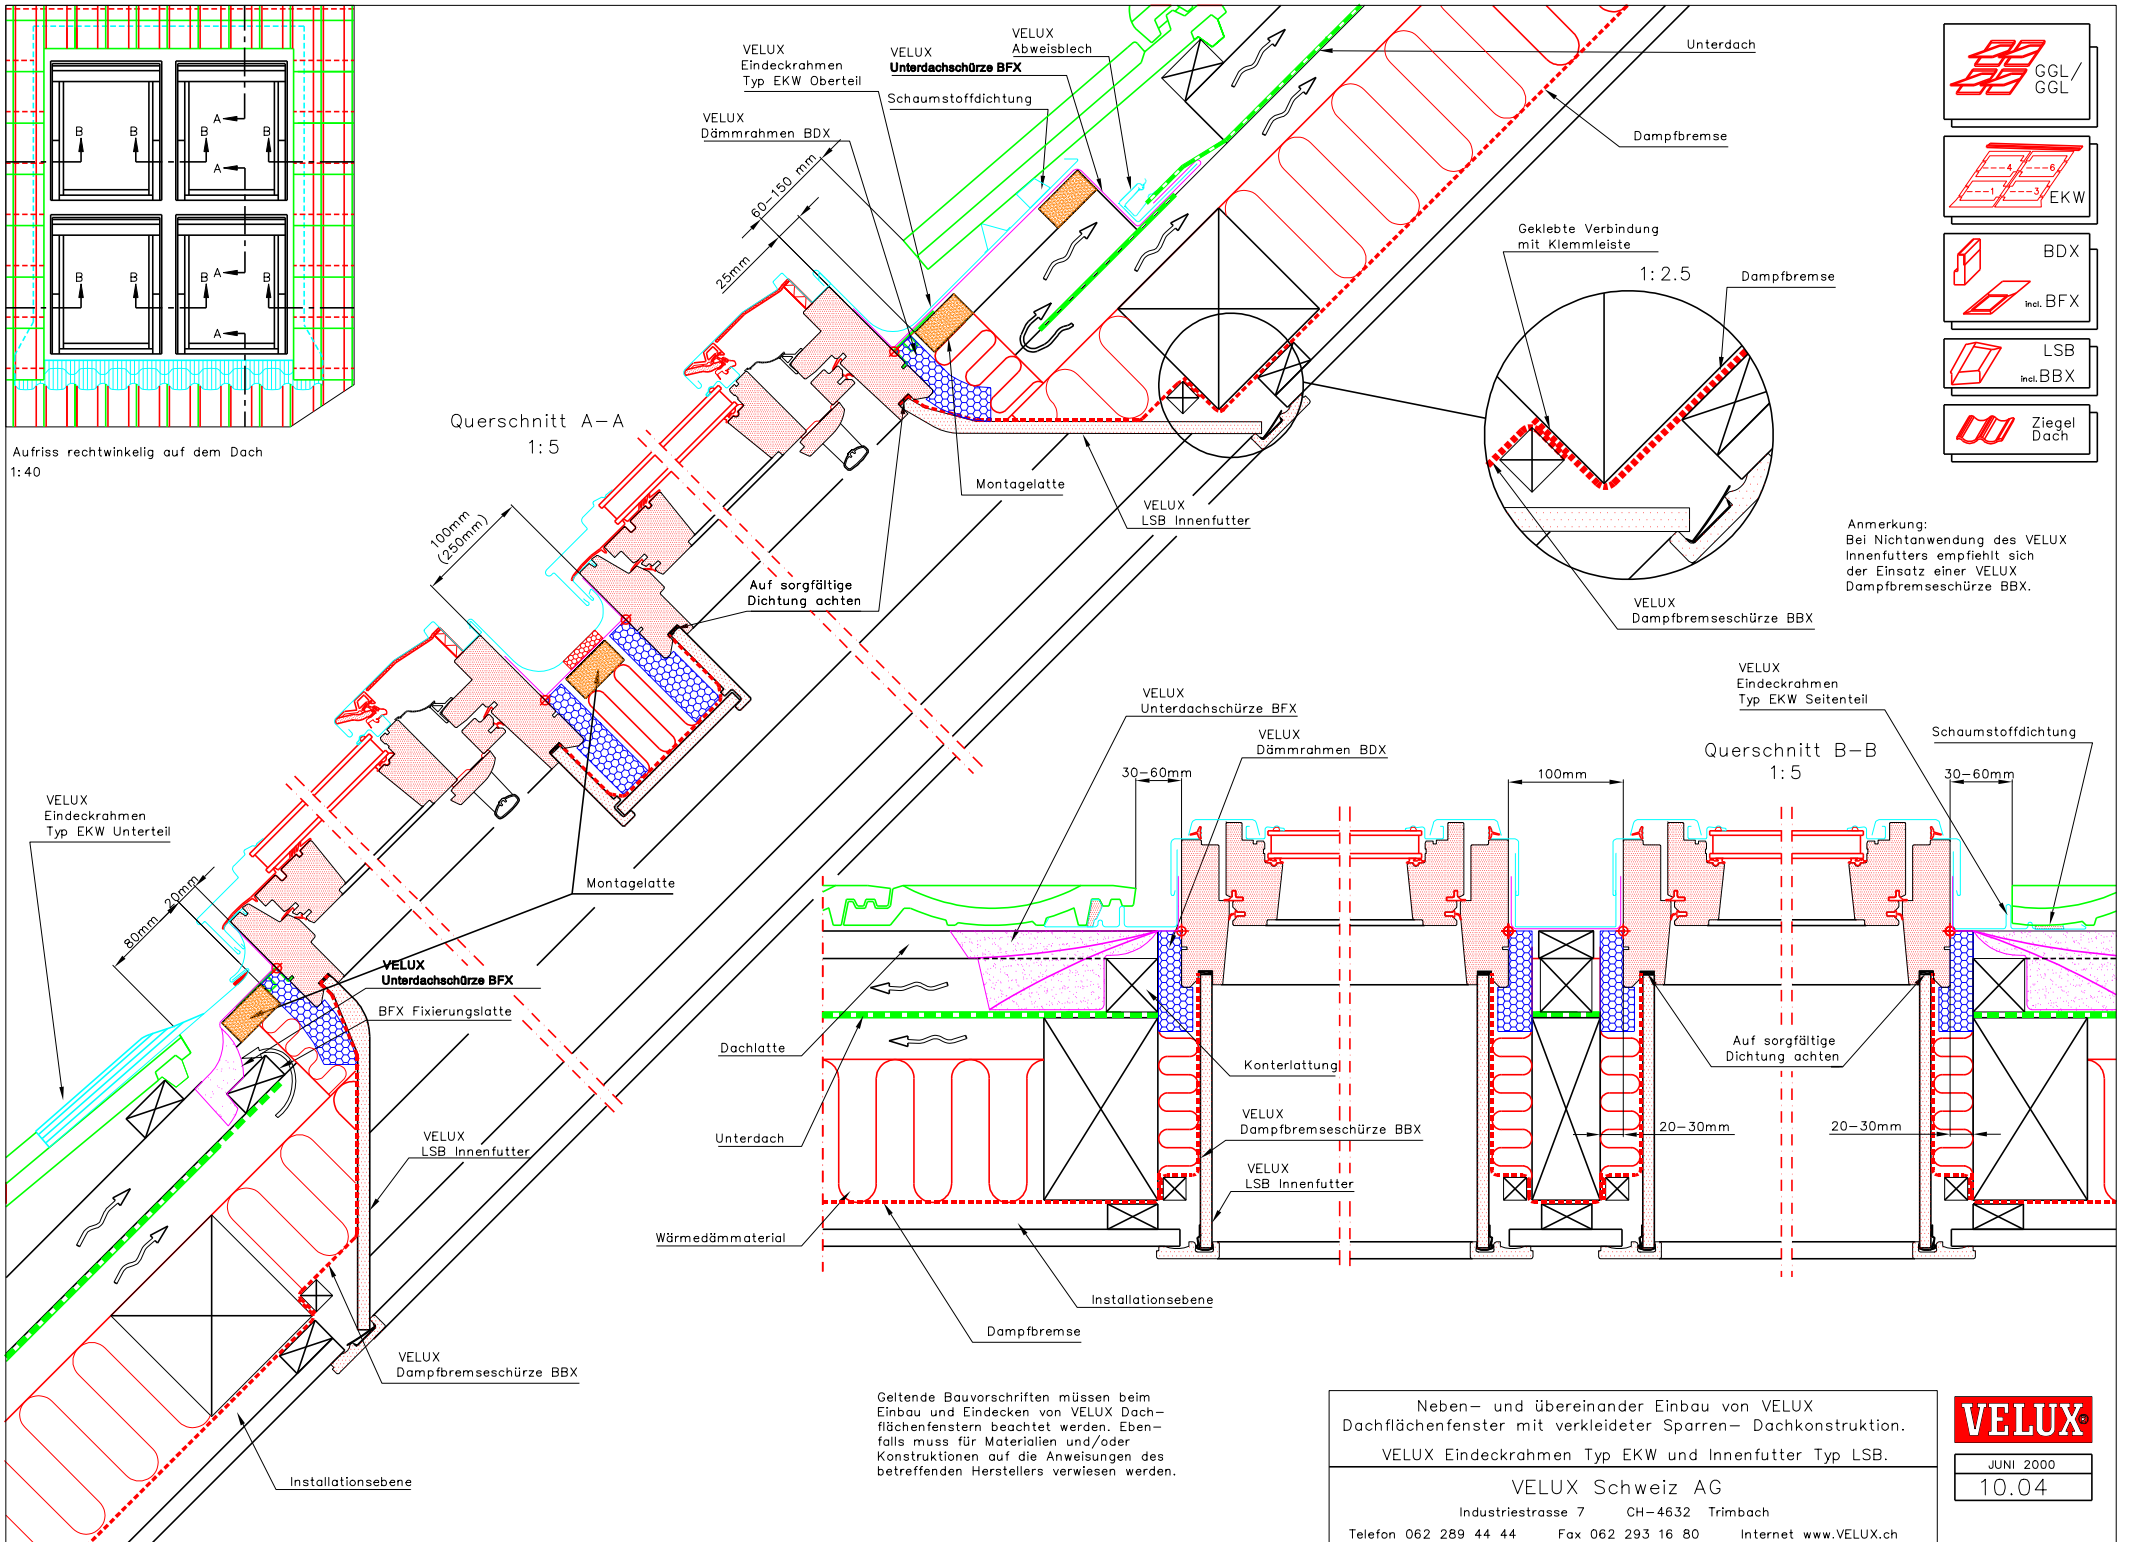 VELUX
Eindeckrahmen
Typ EKW Oberteil
VELUX
Unterdachschürze BFX
VELUX
Abweisblech
Schaumstoffdichtung
VELUX
Dämmrahmen BDX
60-150 mm
25mm
Unterdach
Dampfbremse
GGL/
GGL
4
6
1
3
EKW
BDX
incl. BFX
LSB
incl. BBX
Ziegel
Dach
B
B
B
B
A
A
B
B
B
B
A
A
Aufriss rechtwinkelig auf dem Dach
1:40
Querschnitt A-A
1:5
Geklebte Verbindung
mit Klemmleiste
1:2.5
Dampfbremse
Montagelatte
VELUX
LSB Innenfutter
100mm
(250mm)
Auf sorgfältige
Dichtung achten
Anmerkung:
Bei Nichtanwendung des VELUX
Innenfutters empfiehlt sich
der Einsatz einer VELUX
Dampfbremseschürze BBX.
VELUX
Dampfbremseschürze BBX
VELUX
Eindeckrahmen
Typ EKW Seitenteil
VELUX
Unterdachschürze BFX
VELUX
Dämmrahmen BDX
Schaumstoffdichtung
Querschnitt B-B
1:5
30-60mm
100mm
30-60mm
VELUX
Eindeckrahmen
Typ EKW Unterteil
80mm
20mm
Montagelatte
VELUX
Unterdachschürze BFX
BFX Fixierungslatte
Dachlatte
Konterlattung
Auf sorgfältige
Dichtung achten
Unterdach
VELUX
Dampfbremseschürze BBX
20-30mm
20-30mm
VELUX
LSB Innenfutter
VELUX
LSB Innenfutter
Wärmedämmaterial
Installationsebene
Dampfbremse
VELUX
Dampfbremseschürze BBX
Installationsebene
Geltende Bauvorschriften müssen beim
Einbau und Eindecken von VELUX Dach-
flächenfenstern beachtet werden. Eben-
falls muss für Materialien und/oder
Konstruktionen auf die Anweisungen des
betreffenden Herstellers verwiesen werden.
Neben- und übereinander Einbau von VELUX
Dachflächenfenster mit verkleideter Sparren- Dachkonstruktion.
VELUX Eindeckrahmen Typ EKW und Innenfutter Typ LSB.
VELUX Schweiz AG
Industriestrasse 7 CH-4632 Trimbach
Telefon 062 289 44 44 Fax 062 293 16 80 Internet www.VELUX.ch
VELUX®
JUNI 2000
10.04